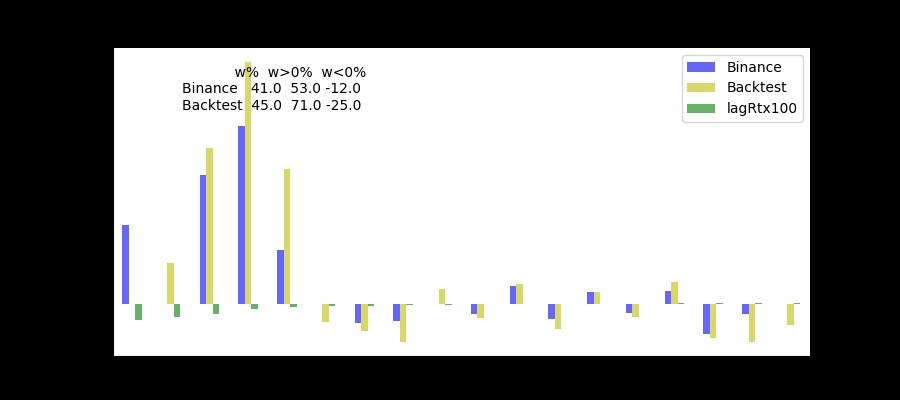 w%  w>0%  w<0%
Binance   41.0  53.0 -12.0
Backtest  45.0  71.0 -25.0
Binance
Backtest
lagRtx100